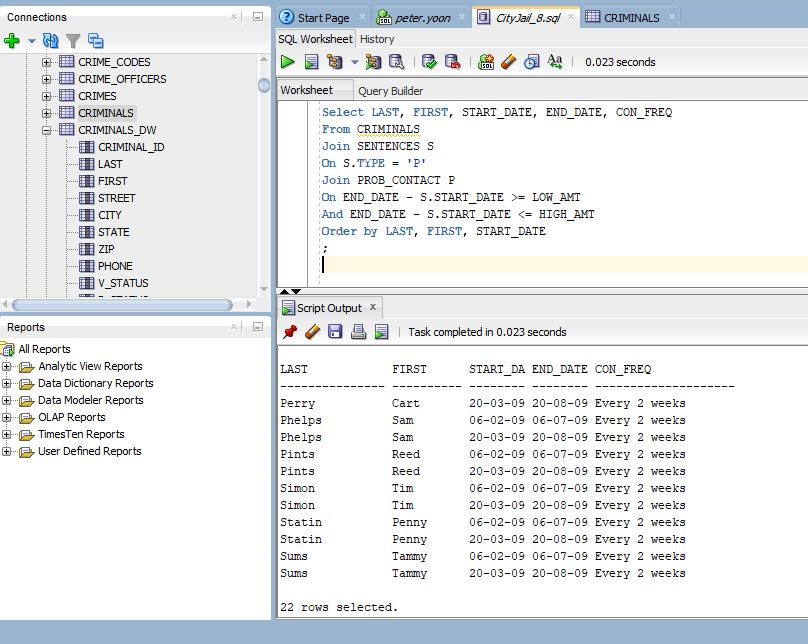 Connections
CRIME_CODES
CRIME_OFFICERS
CRIMES
CRIMINALS
CRIMINALS_DW
CRIMINAL_ID
LAST
FIRST
STREET
CITY
STATE
ZIP
PHONE
V_STATUS
Reports
All Reports
Analytic View Reports
Data Dictionary Reports
Data Modeler Reports
OLAP Reports
TimesTen Reports
User Defined Reports
Start Page peter.yoon CityJail_8.sql CRIMINALS
SQL Worksheet History
0.023 seconds
Worksheet Query Builder
Select LAST, FIRST, START_DATE, END_DATE, CON_FREQ
From CRIMINALS
Join SENTENCES S
On S.TYPE = 'P'
Join PROB_CONTACT P
On END_DATE - S.START_DATE >= LOW_AMT
And END_DATE - S.START_DATE <= HIGH_AMT
Order by LAST, FIRST, START_DATE
;
Script Output
Task completed in 0.023 seconds
LAST FIRST START_DA END_DATE CON_FREQ
--------------- ---------- -------- -------- --------------------
Perry Cart 20-03-09 20-08-09 Every 2 weeks
Phelps Sam 06-02-09 06-07-09 Every 2 weeks
Phelps Sam 20-03-09 20-08-09 Every 2 weeks
Pints Reed 06-02-09 06-07-09 Every 2 weeks
Pints Reed 20-03-09 20-08-09 Every 2 weeks
Simon Tim 06-02-09 06-07-09 Every 2 weeks
Simon Tim 20-03-09 20-08-09 Every 2 weeks
Statin Penny 06-02-09 06-07-09 Every 2 weeks
Statin Penny 20-03-09 20-08-09 Every 2 weeks
Sums Tammy 06-02-09 06-07-09 Every 2 weeks
Sums Tammy 20-03-09 20-08-09 Every 2 weeks
22 rows selected.